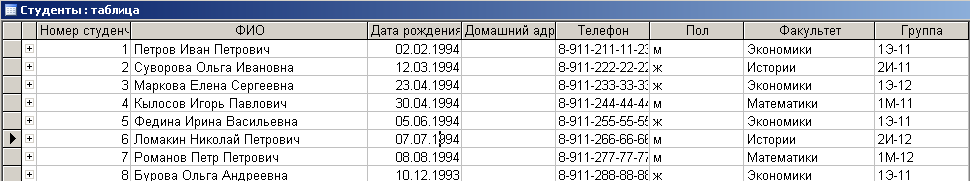 Студенты : таблица
Номер студенч ФИО Дата рождения Домашний адр Телефон Пол Факультет Группа
1 Петров Иван Петрович 02.02.1994 8-911-211-11-23 м Экономики 1Э-11
2 Суворова Ольга Ивановна 12.03.1994 8-911-222-22-22 ж Истории 2И-11
3 Маркова Елена Сергеевна 23.04.1994 8-911-233-33-33 ж Экономики 1Э-12
4 Кылосов Игорь Павлович 30.04.1994 8-911-244-44-44 м Математики 1М-11
5 Федина Ирина Васильевна 05.06.1994 8-911-255-55-55 ж Экономики 1Э-11
6 Ломакин Николай Петрович 07.07.1994 8-911-266-66-66 м Истории 2И-12
7 Романов Петр Петрович 08.08.1994 8-911-277-77-77 м Математики 1М-12
8 Бурова Ольга Андреевна 10.12.1993 8-911-288-88-88 ж Экономики 1Э-11